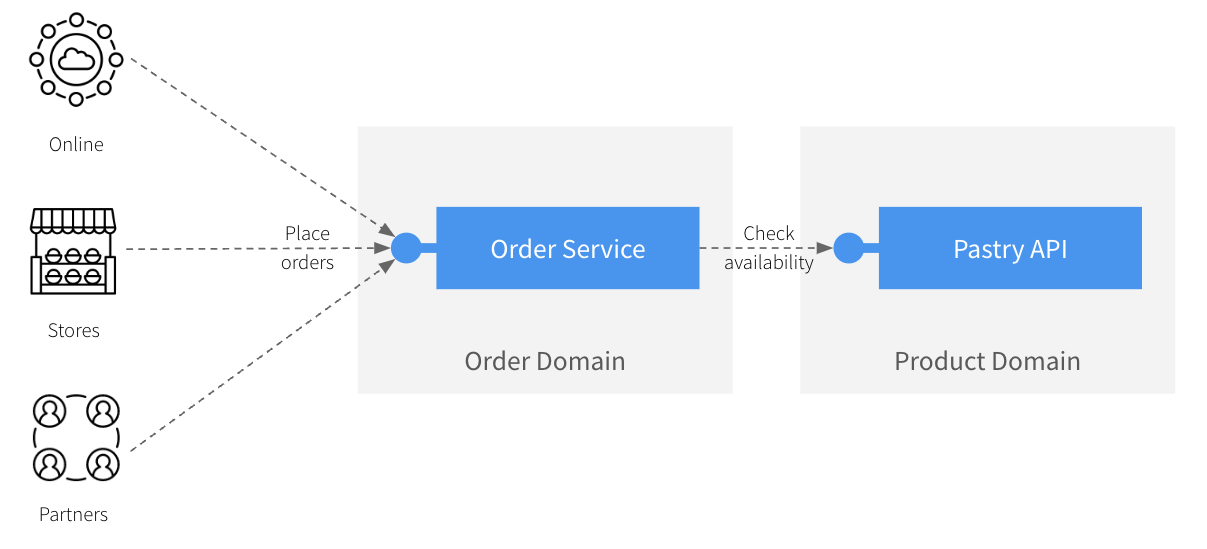 Online
Stores
Partners
Place
orders
Order Service
Order Domain
Check
availability
Pastry API
Product Domain